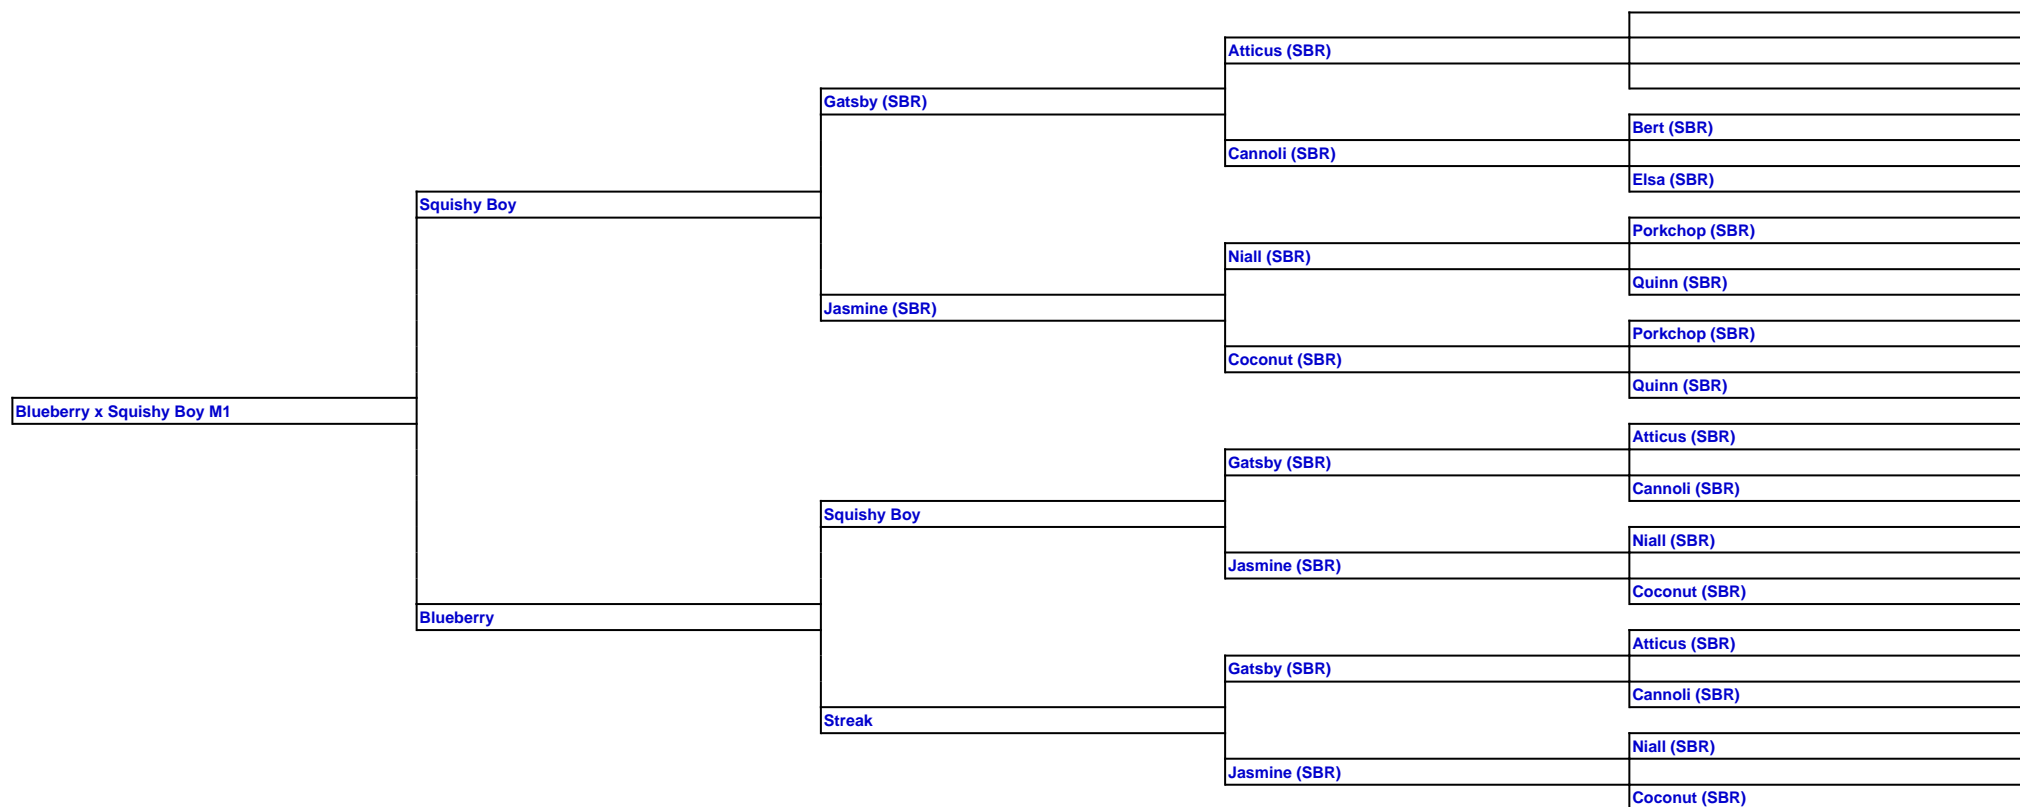 Atticus (SBR)
Gatsby (SBR)
Bert (SBR)
Cannoli (SBR)
Elsa (SBR)
Squishy Boy
Porkchop (SBR)
Niall (SBR)
Quinn (SBR)
Jasmine (SBR)
Porkchop (SBR)
Coconut (SBR)
Quinn (SBR)
Blueberry x Squishy Boy M1
Atticus (SBR)
Gatsby (SBR)
Cannoli (SBR)
Squishy Boy
Niall (SBR)
Jasmine (SBR)
Coconut (SBR)
Blueberry
Atticus (SBR)
Gatsby (SBR)
Cannoli (SBR)
Streak
Niall (SBR)
Jasmine (SBR)
Coconut (SBR)